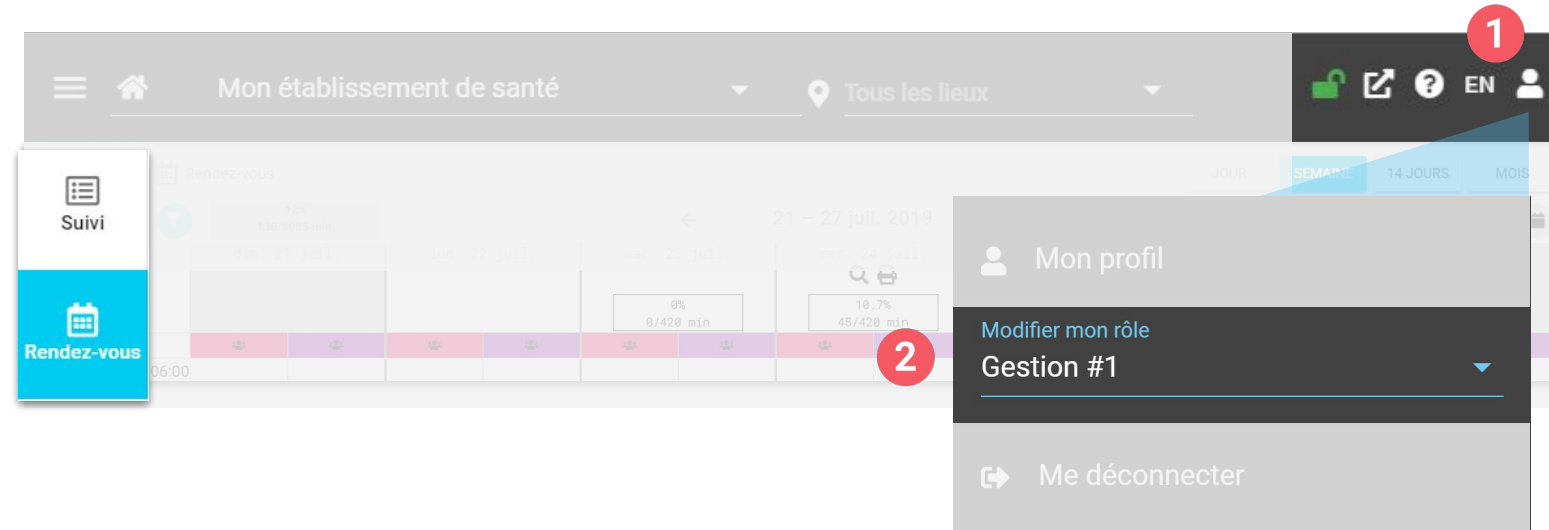 1
Mon établissement de santé
Tous les lieux
EN
Suivi
Rendez-vous
Rendez-vous
JOUR
SEMAINE
14 JOURS
MOIS
21 – 27 juil. 2019
0%
0/420 min
10.7%
45/420 min
06:00
2
Mon profil
Modifier mon rôle
Gestion #1
Me déconnecter